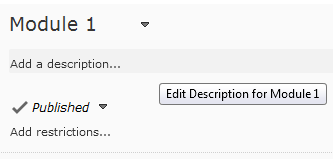 Module 1
Add a description...
Edit Description for Module 1
Published
Add restrictions...